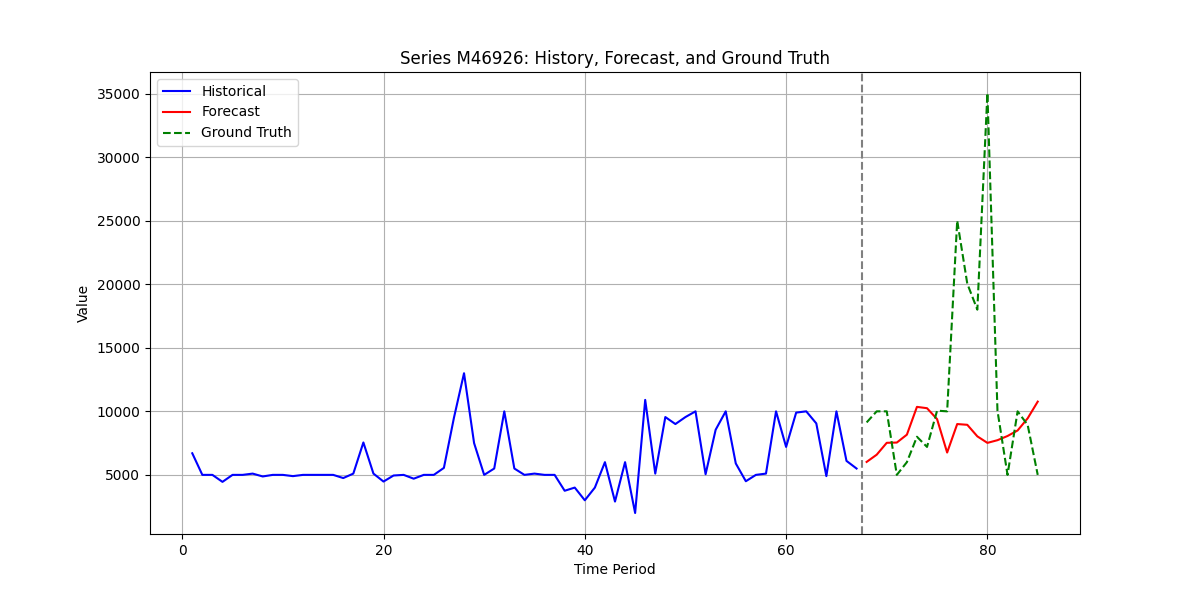 Series M46926: History, Forecast, and Ground Truth
Historical
Forecast
Ground Truth
35000
30000
25000
20000
15000
10000
5000
Value
0 20 40 60 80
Time Period